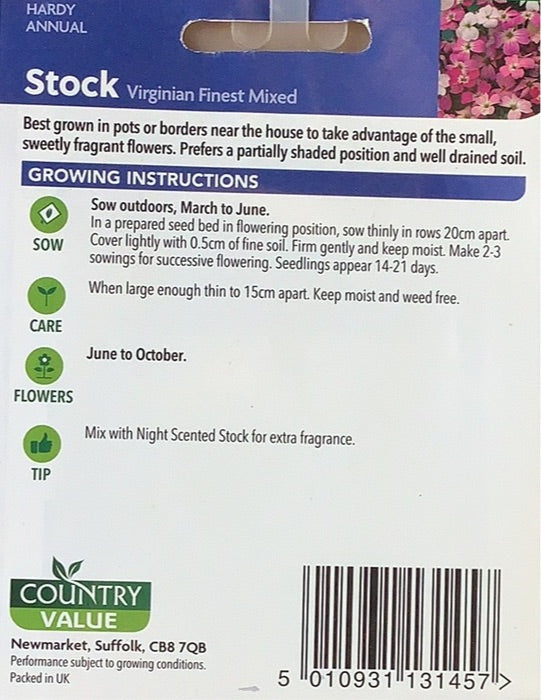 HARDY
ANNUAL
Stock Virginian Finest Mixed
Best grown in pots or borders near the house to take advantage of the small,
sweetly fragrant flowers. Prefers a partially shaded position and well drained soil.
GROWING INSTRUCTIONS
SOW
Sow outdoors, March to June.
In a prepared seed bed in flowering position, sow thinly in rows 20cm apart.
Cover lightly with 0.5cm of fine soil. Firm gently and keep moist. Make 2-3
sowings for successive flowering. Seedlings appear 14-21 days.
CARE
When large enough thin to 15cm apart. Keep moist and weed free.
FLOWERS
June to October.
TIP
Mix with Night Scented Stock for extra fragrance.
COUNTRY
VALUE
Newmarket, Suffolk, CB8 7QB
Performance subject to growing conditions.
Packed in UK
5 010931 131457 >